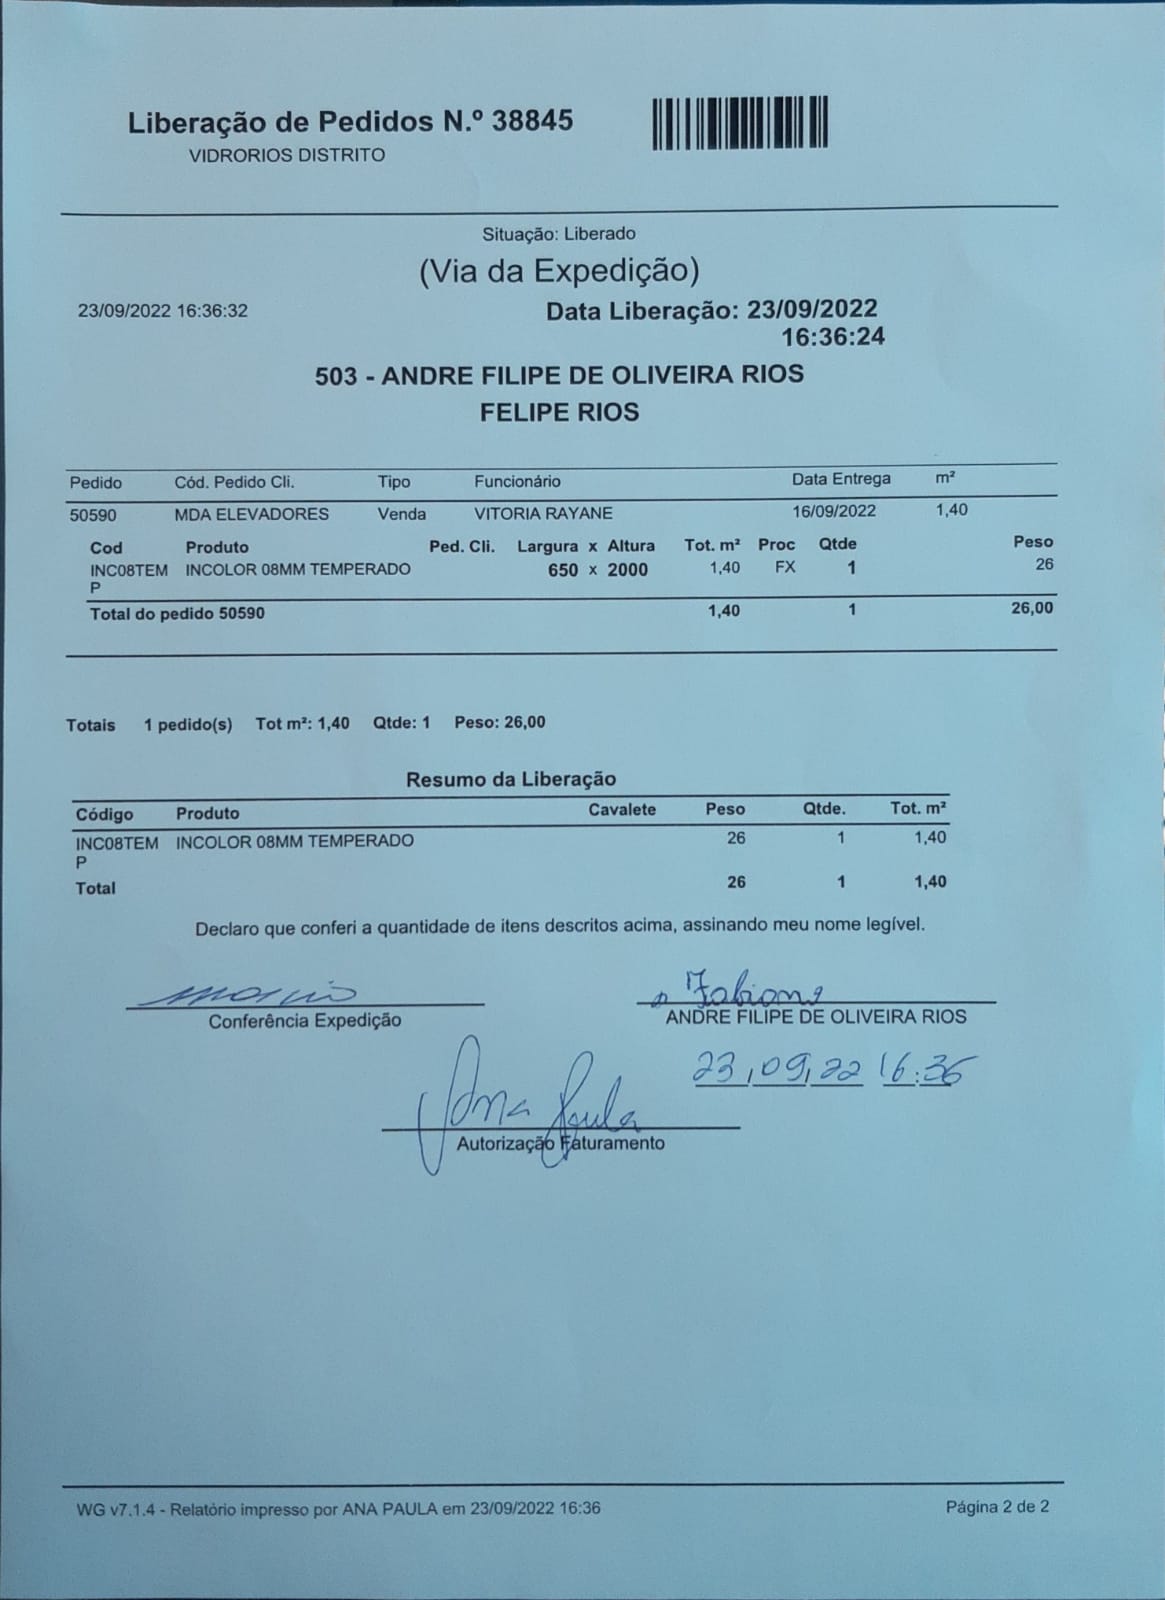 Liberação de Pedidos N.º 38845
VIDRORIOS DISTRITO
Situação: Liberado
(Via da Expedição)
23/09/2022 16:36:32
Data Liberação: 23/09/2022
16:36:24
503 - ANDRE FILIPE DE OLIVEIRA RIOS
FELIPE RIOS
Pedido Cód. Pedido Cli. Tipo Funcionário Data Entrega m²
50590 MDA ELEVADORES Venda VITORIA RAYANE 16/09/2022 1,40
Cod Produto Ped. Cli. Largura x Altura Tot. m² Proc Qtde Peso
INC08TEM INCOLOR 08MM TEMPERADO 650 x 2000 1,40 FX 1 26
P
Total do pedido 50590 1,40 1 26,00
Totais 1 pedido(s) Tot m²: 1,40 Qtde: 1 Peso: 26,00
Resumo da Liberação
Código Produto Cavalete Peso Qtde. Tot. m²
INC08TEM INCOLOR 08MM TEMPERADO 26 1 1,40
P
Total 26 1 1,40
Declaro que conferi a quantidade de itens descritos acima, assinando meu nome legível.
Conferência Expedição
ANDRE FILIPE DE OLIVEIRA RIOS
23,09,22 16:36
Ana Paula
Autorização Faturamento
WG v7.1.4 - Relatório impresso por ANA PAULA em 23/09/2022 16:36
Página 2 de 2